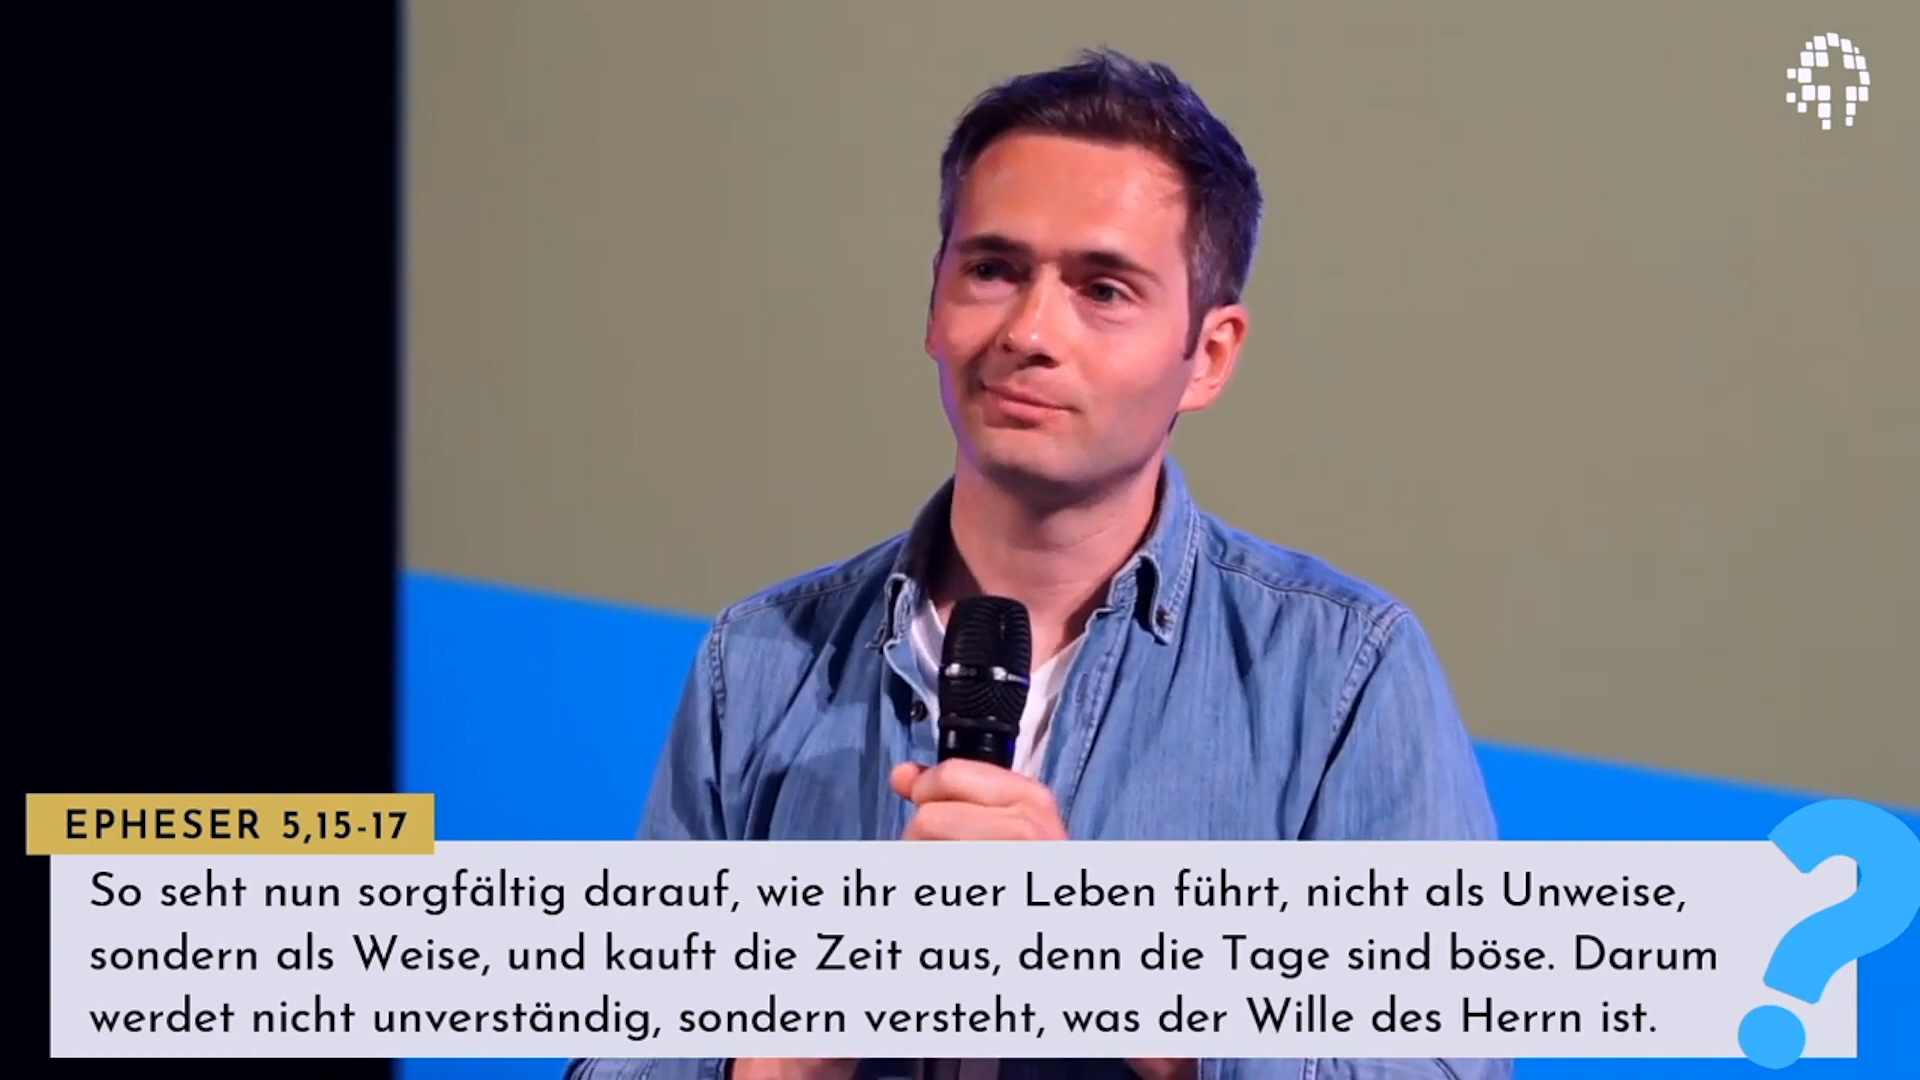 EPHESER 5,15-17
So seht nun sorgfältig darauf, wie ihr euer Leben führt, nicht als Unweise,
sondern als Weise, und kauft die Zeit aus, denn die Tage sind böse. Darum
werdet nicht unverständig, sondern versteht, was der Wille des Herrn ist.
?